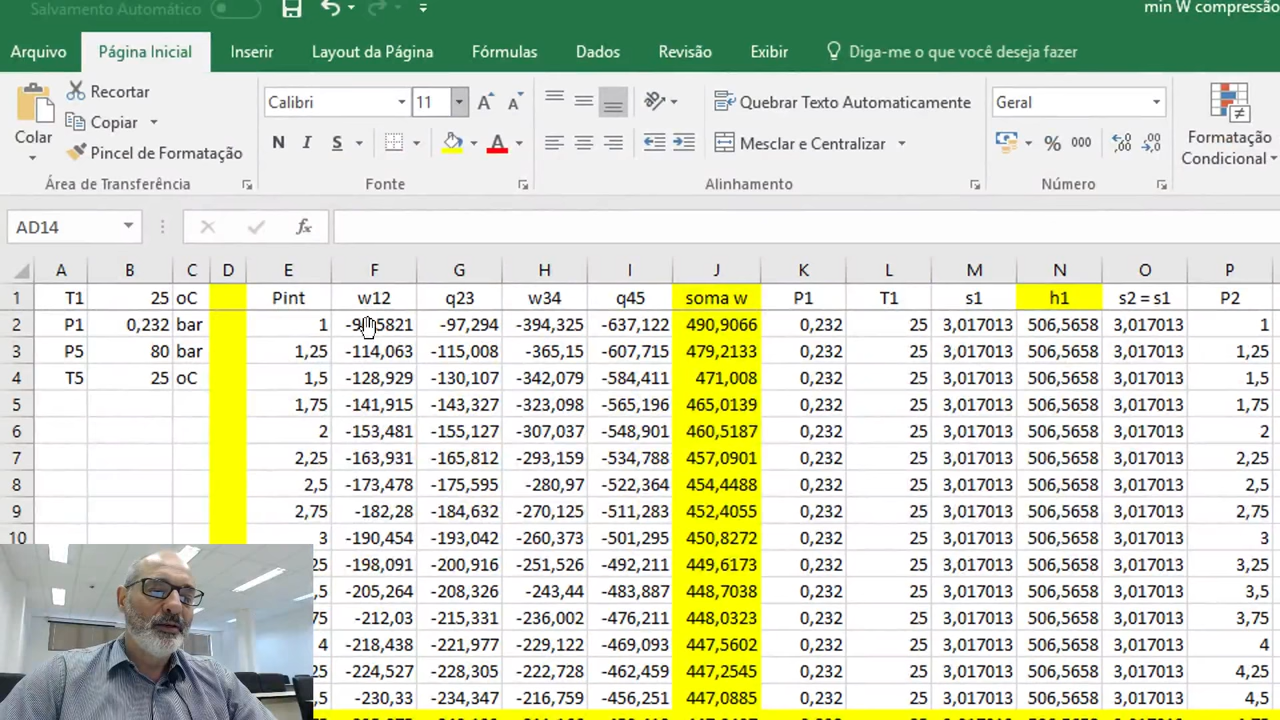 Salvamento Automático
min W compressão
Arquivo Página Inicial Inserir Layout da Página Fórmulas Dados Revisão Exibir Diga-me o que você deseja fazer
Colar Recortar Copiar Pincel de Formatação
Calibri 11
N I S
Quebrar Texto Automaticamente
Mesclar e Centralizar
Geral
% 000
Formatação
Condicional
Área de Transferência Fonte Alinhamento Número
AD14 fx
A B C D E F G H I J K L M N O P
1 T1 25 oC Pint w12 q23 w34 q45 soma w P1 T1 s1 h1 s2 = s1 P2
2 P1 0,232 bar 1 -97,294 -394,325 -637,122 490,9066 0,232 25 3,017013 506,5658 3,017013 1
3 P5 80 bar 1,25 -114,063 -115,008 -365,15 -607,715 479,2133 0,232 25 3,017013 506,5658 3,017013 1,25
4 T5 25 oC 1,5 -128,929 -130,107 -342,079 -584,411 471,008 0,232 25 3,017013 506,5658 3,017013 1,5
5 1,75 -141,915 -143,327 -323,098 -565,196 465,0139 0,232 25 3,017013 506,5658 3,017013 1,75
6 2 -153,481 -155,127 -307,037 -548,901 460,5187 0,232 25 3,017013 506,5658 3,017013 2
7 2,25 -163,931 -165,812 -293,159 -534,788 457,0901 0,232 25 3,017013 506,5658 3,017013 2,25
8 2,5 -173,478 -175,595 -280,97 -522,364 454,4488 0,232 25 3,017013 506,5658 3,017013 2,5
9 2,75 -182,28 -184,632 -270,125 -511,283 452,4055 0,232 25 3,017013 506,5658 3,017013 2,75
10 3 -190,454 -193,042 -260,373 -501,295 450,8272 0,232 25 3,017013 506,5658 3,017013 3
25 -198,091 -200,916 -251,526 -492,211 449,6173 0,232 25 3,017013 506,5658 3,017013 3,25
,5 -205,264 -208,326 -243,44 -483,887 448,7038 0,232 25 3,017013 506,5658 3,017013 3,5
75 -212,03 -215,331 -236,002 -476,211 448,0323 0,232 25 3,017013 506,5658 3,017013 3,75
4 -218,438 -221,977 -229,122 -469,093 447,5602 0,232 25 3,017013 506,5658 3,017013 4
25 -224,527 -228,305 -222,728 -462,459 447,2545 0,232 25 3,017013 506,5658 3,017013 4,25
,5 -230,33 -234,347 -216,759 -456,251 447,0885 0,232 25 3,017013 506,5658 3,017013 4,5